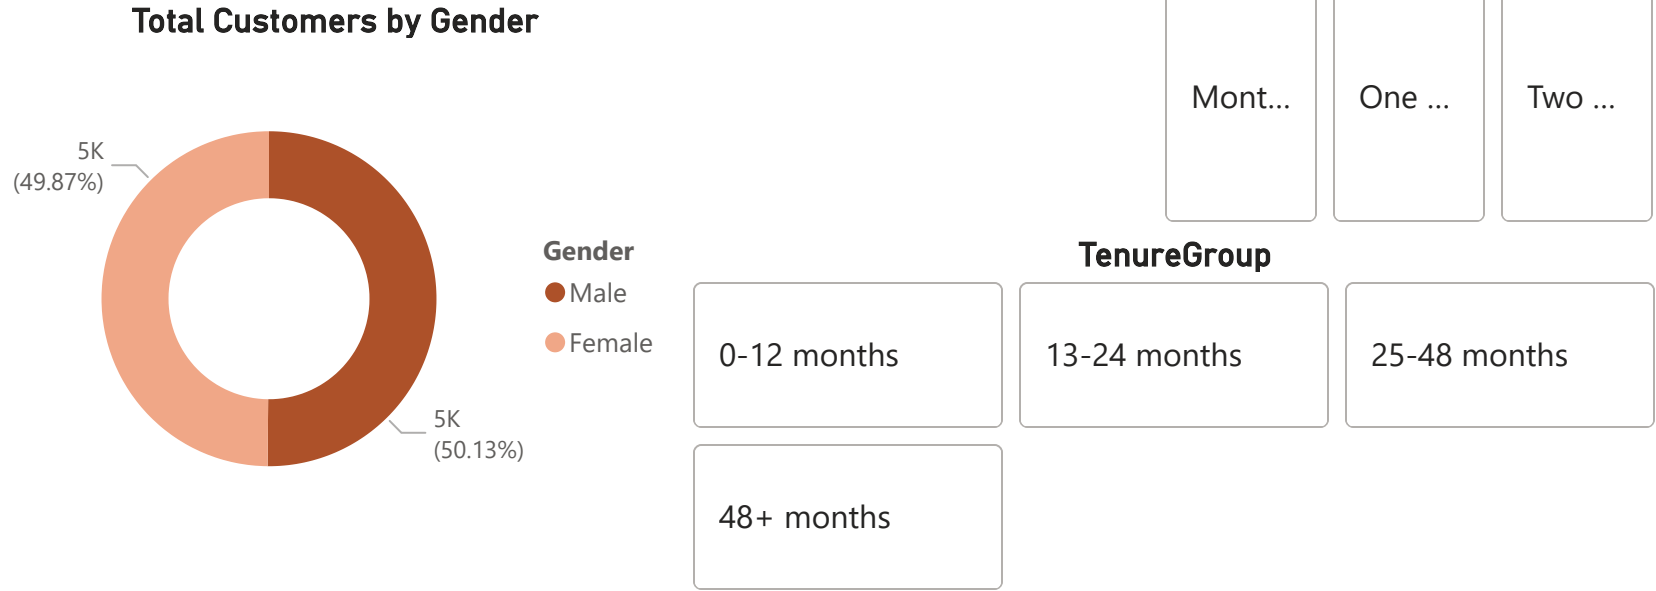 Total Customers by Gender
5K
(49.87%)
5K
(50.13%)
Gender
Male
Female
Mont...
One ...
Two ...
TenureGroup
0-12 months
13-24 months
25-48 months
48+ months